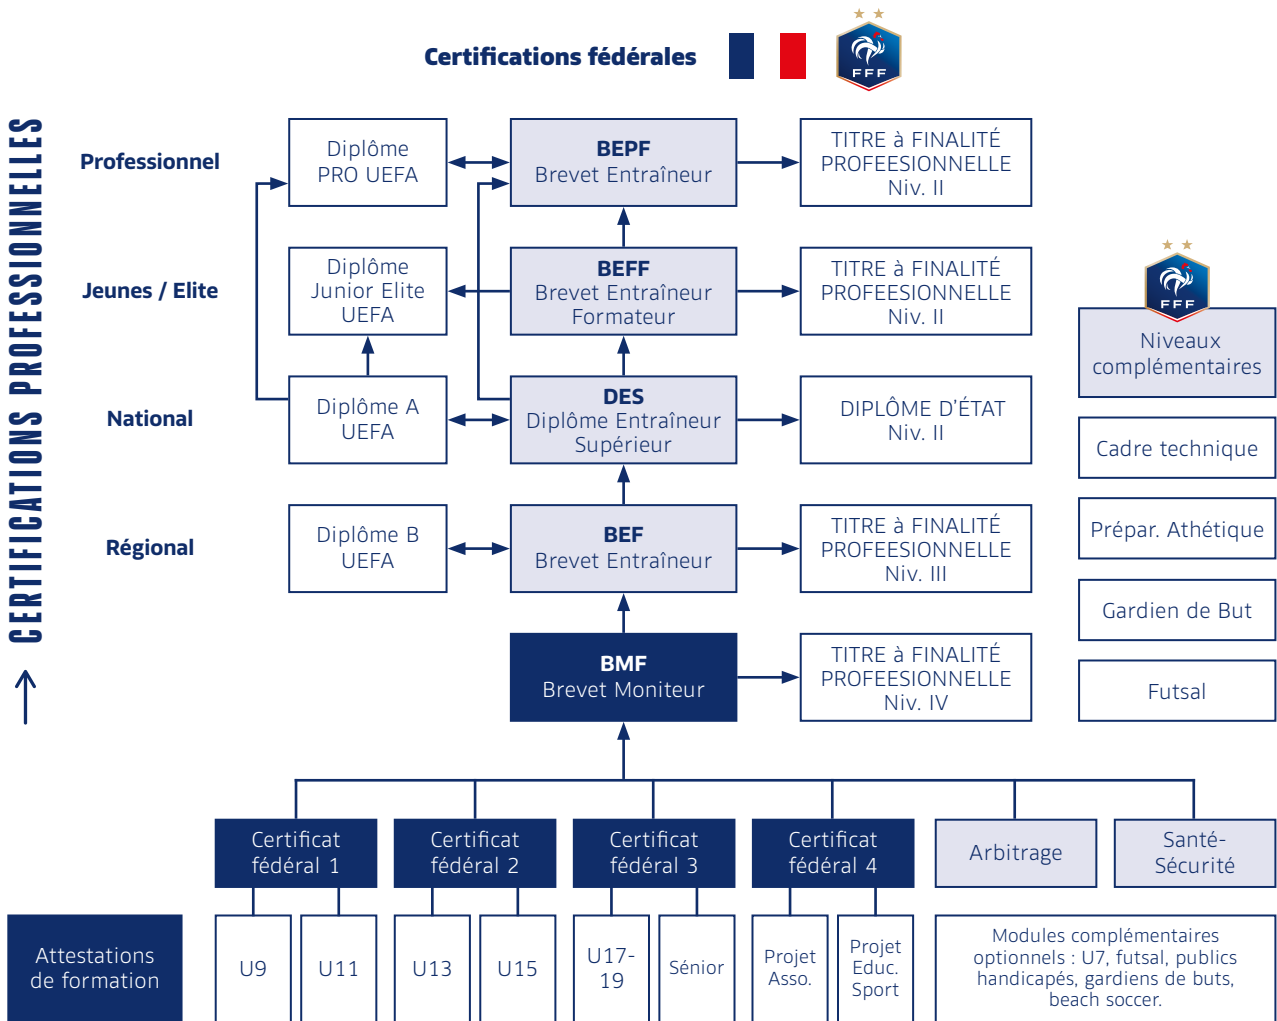 Certifications fédérales
FFF
CERTIFICATIONS PROFESSIONNELLES
Professionnel
Diplôme
PRO UEFA
BEPF
Brevet Entraîneur
TITRE à FINALITÉ
PROFEESIONNELLE
Niv. II
Jeunes / Elite
Diplôme
Junior Elite
UEFA
BEFF
Brevet Entraîneur
Formateur
TITRE à FINALITÉ
PROFEESIONNELLE
Niv. II
National
Diplôme A
UEFA
DES
Diplôme Entraîneur
Supérieur
DIPLÔME D’ÉTAT
Niv. II
Régional
Diplôme B
UEFA
BEF
Brevet Entraîneur
TITRE à FINALITÉ
PROFEESIONNELLE
Niv. III
BMF
Brevet Moniteur
TITRE à FINALITÉ
PROFEESIONNELLE
Niv. IV
FFF
Niveaux
complémentaires
Cadre technique
Prépar. Athétique
Gardien de But
Futsal
Certificat
fédéral 1
Certificat
fédéral 2
Certificat
fédéral 3
Certificat
fédéral 4
Arbitrage
Santé-
Sécurité
Attestations
de formation
U9
U11
U13
U15
U17-
19
Sénior
Projet
Asso.
Projet
Educ.
Sport
Modules complémentaires
optionnels : U7, futsal, publics
handicapés, gardiens de buts,
beach soccer.